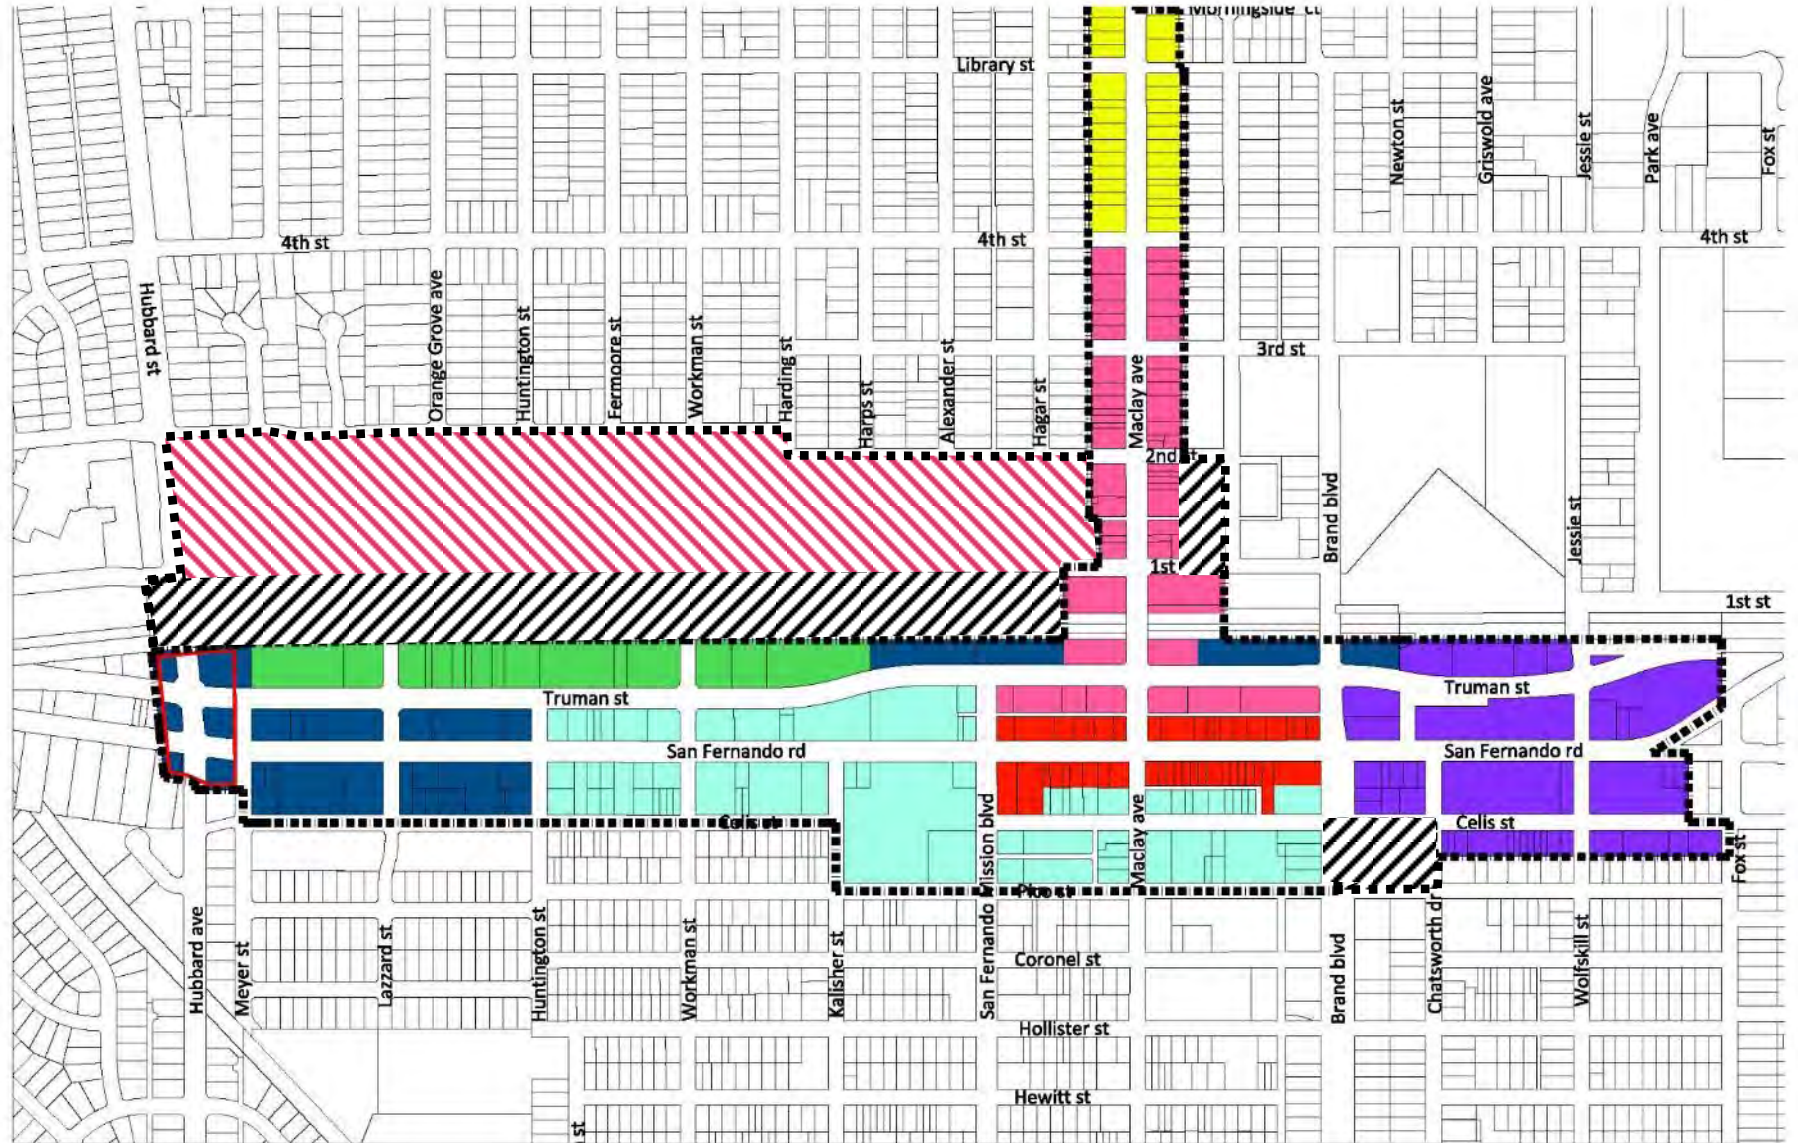 Morningside ct
Library st
Newton st
Griswold ave
Jessie st
Park ave
Fox st
4th st
4th st
4th st
Hubbard st
Orange Grove ave
Huntington st
Fermoore st
Workman st
Harding st
Harps st
Alexander st
Hagar st
Maclay ave
3rd st
2nd st
Brand blvd
Jessie st
1st
1st st
Truman st
Truman st
San Fernando rd
San Fernando rd
Celis st
Celis st
San Fernando Mission blvd
Maclay ave
Fox st
Pico st
Hubbard ave
Meyer st
Lazzard st
Huntington st
Workman st
Kalisher st
Coronel st
Brand blvd
Chatsworth dr
Wolfskill st
Hollister st
Hewitt st
st